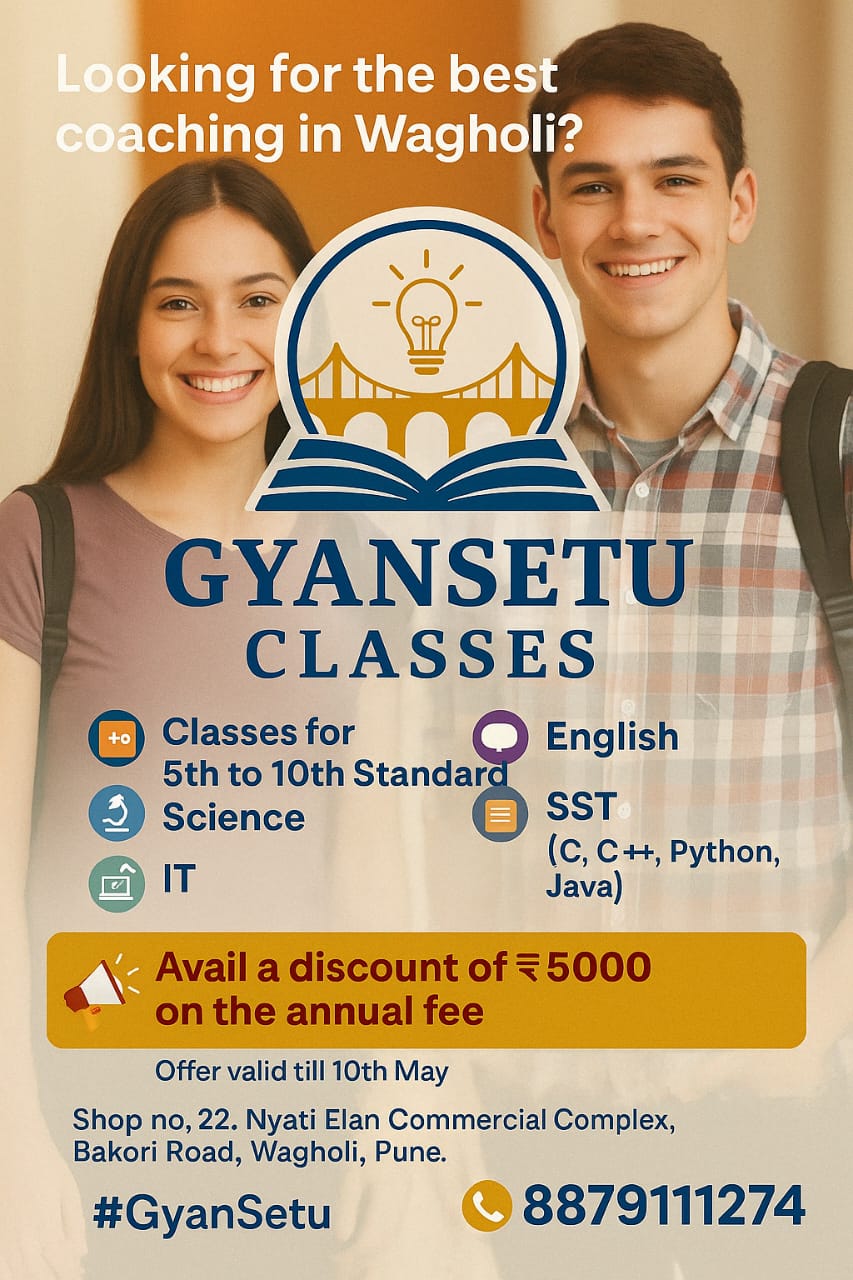 Looking for the best
coaching in Wagholi?
GYANSETU
CLASSES
Classes for
5th to 10th Standard
Science
IT
English
SST
(C, C++, Python,
Java)
Avail a discount of ₹5000
on the annual fee
Offer valid till 10th May
Shop no, 22. Nyati Elan Commercial Complex,
Bakori Road, Wagholi, Pune.
#GyanSetu
8879111274